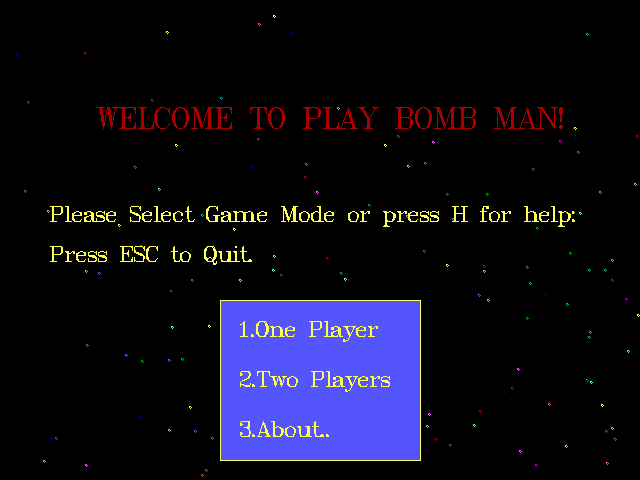 WELCOME TO PLAY BOMB MAN!
Please Select Game Mode or press H for help:
Press ESC to Quit.
1.One Player
2.Two Players
3.About..